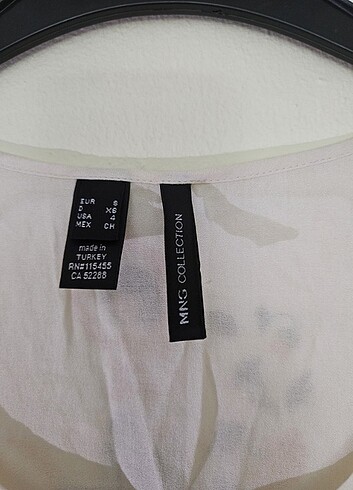 EUR S
D XS
USA 4
MEX CH
made in
TURKEY
RN#115455
CA 52288
MNG COLLECTION